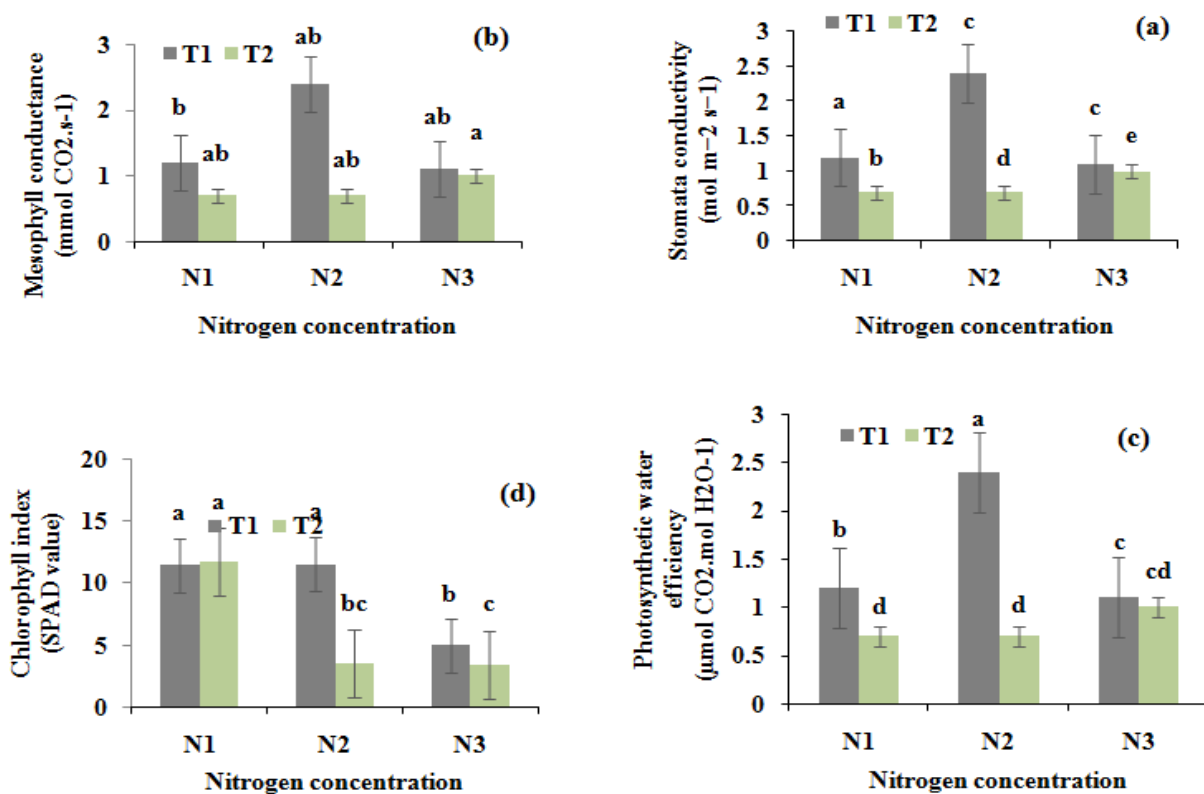 (b)
Mesophyll conductance
(mmol CO2.s-1)
T1 T2
3
2
1
0
b
ab
ab
ab
ab
a
N1 N2 N3
Nitrogen concentration
(a)
Stomata conductivity
(mol m−2 s−1)
T1 T2
3
2.5
2
1.5
1
0.5
0
a
b
c
d
c
e
N1 N2 N3
Nitrogen concentration
(d)
Chlorophyll index
(SPAD value)
T1 T2
20
15
10
5
0
a
a
a
bc
b
c
N1 N2 N3
Nitrogen concentration
(c)
Photosynthetic water
efficiency
(μmol CO2.mol H2O-1)
T1 T2
3
2.5
2
1.5
1
0.5
0
b
d
a
d
c
cd
N1 N2 N3
Nitrogen concentration